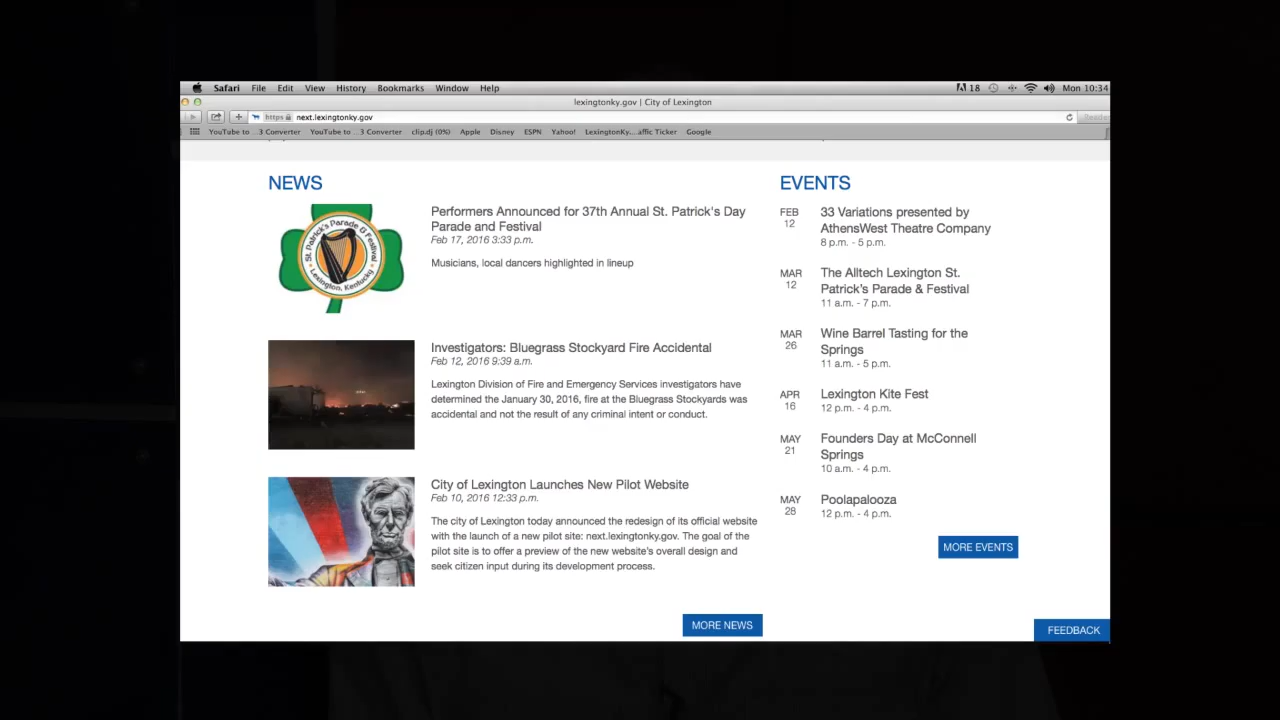 Safari File Edit View History Bookmarks Window Help
18
Mon 10:34
lexingtonky.gov | City of Lexington
https
next.lexingtonky.gov
Reader
YouTube to ...3 Converter YouTube to ...3 Converter clip.dj (0%) Apple Disney ESPN Yahoo! LexingtonKy....affic Ticker Google
NEWS
St. Patrick's Parade & Festival
Lexington, Kentucky
Performers Announced for 37th Annual St. Patrick's Day
Parade and Festival
Feb 17, 2016 3:33 p.m.
Musicians, local dancers highlighted in lineup
Investigators: Bluegrass Stockyard Fire Accidental
Feb 12, 2016 9:39 a.m.
Lexington Division of Fire and Emergency Services investigators have
determined the January 30, 2016, fire at the Bluegrass Stockyards was
accidental and not the result of any criminal intent or conduct.
City of Lexington Launches New Pilot Website
Feb 10, 2016 12:33 p.m.
The city of Lexington today announced the redesign of its official website
with the launch of a new pilot site: next.lexingtonky.gov. The goal of the
pilot site is to offer a preview of the new website's overall design and
seek citizen input during its development process.
MORE NEWS
EVENTS
FEB
12
33 Variations presented by
AthensWest Theatre Company
8 p.m. - 5 p.m.
MAR
12
The Alltech Lexington St.
Patrick's Parade & Festival
11 a.m. - 7 p.m.
MAR
26
Wine Barrel Tasting for the
Springs
11 a.m. - 5 p.m.
APR
16
Lexington Kite Fest
12 p.m. - 4 p.m.
MAY
21
Founders Day at McConnell
Springs
10 a.m. - 4 p.m.
MAY
28
Poolapalooza
12 p.m. - 4 p.m.
MORE EVENTS
FEEDBACK